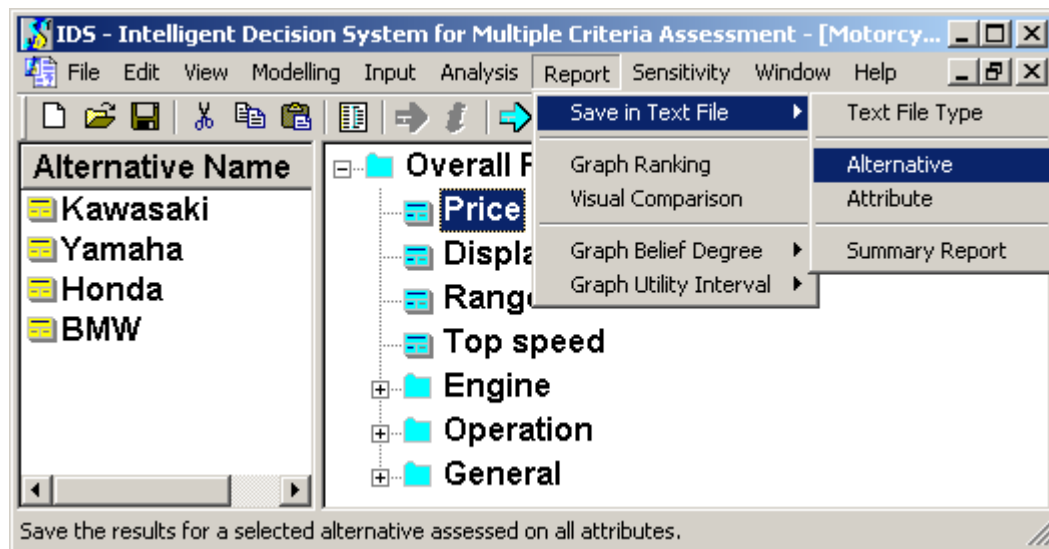 IDS - Intelligent Decision System for Multiple Criteria Assessment - [Motorcy...
File Edit View Modelling Input Analysis Report Sensitivity Window Help
Save in Text File
Graph Ranking
Visual Comparison
Graph Belief Degree
Graph Utility Interval
Text File Type
Alternative
Attribute
Summary Report
Alternative Name
Kawasaki
Yamaha
Honda
BMW
Overall
Price
Displa
Range
Top speed
Engine
Operation
General
Save the results for a selected alternative assessed on all attributes.